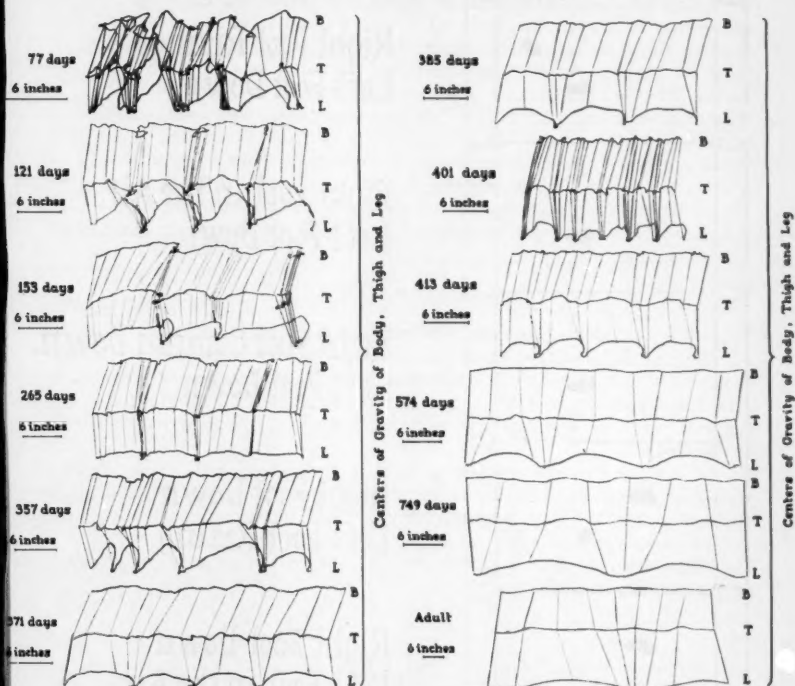 B
77 days
T
6 inches
L
B
121 days
T
6 inches
L
B
153 days
T
6 inches
L
B
265 days
T
6 inches
L
B
357 days
T
6 inches
L
B
371 days
T
6 inches
L
Centers of Gravity of Body, Thigh and Leg
B
385 days
T
6 inches
L
B
401 days
T
6 inches
L
B
413 days
T
6 inches
L
B
574 days
T
6 inches
L
B
749 days
T
6 inches
L
B
Adult
T
6 inches
L
Centers of Gravity of Body, Thigh and Leg